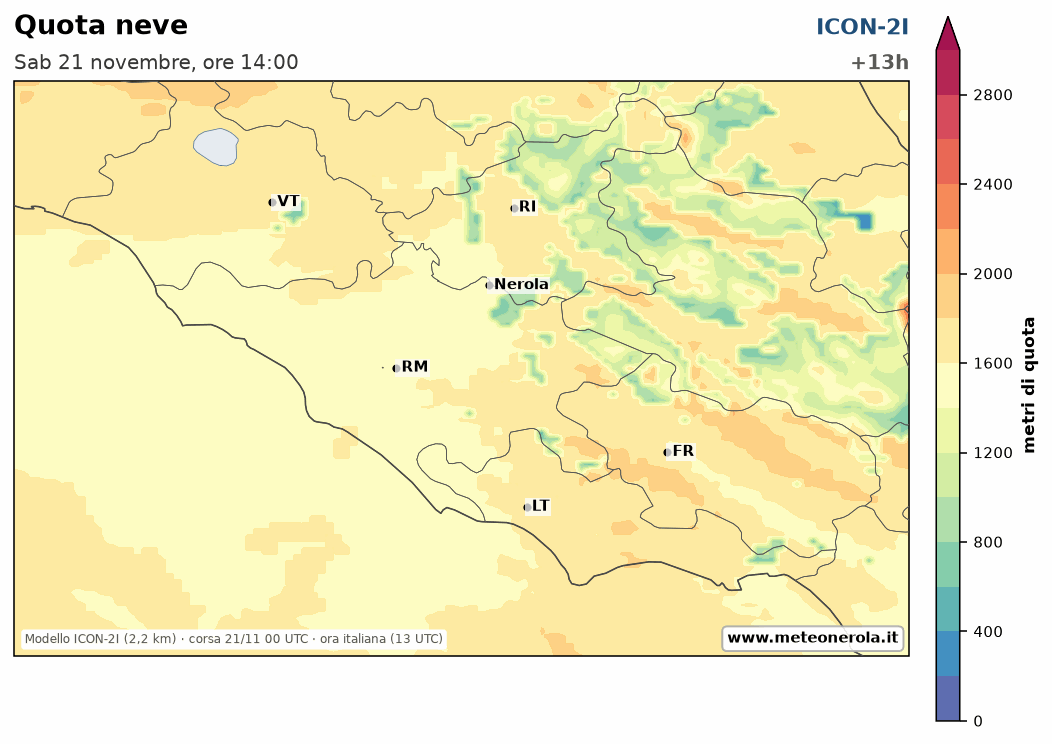 Quota neve
ICON-2I
Sab 21 novembre, ore 14:00
+13h
2800
2400
2000
1600
1200
800
400
0
metri di quota
VT
RI
Nerola
RM
FR
LT
Modello ICON-2I (2,2 km) · corsa 21/11 00 UTC · ora italiana (13 UTC)
www.meteonerola.it